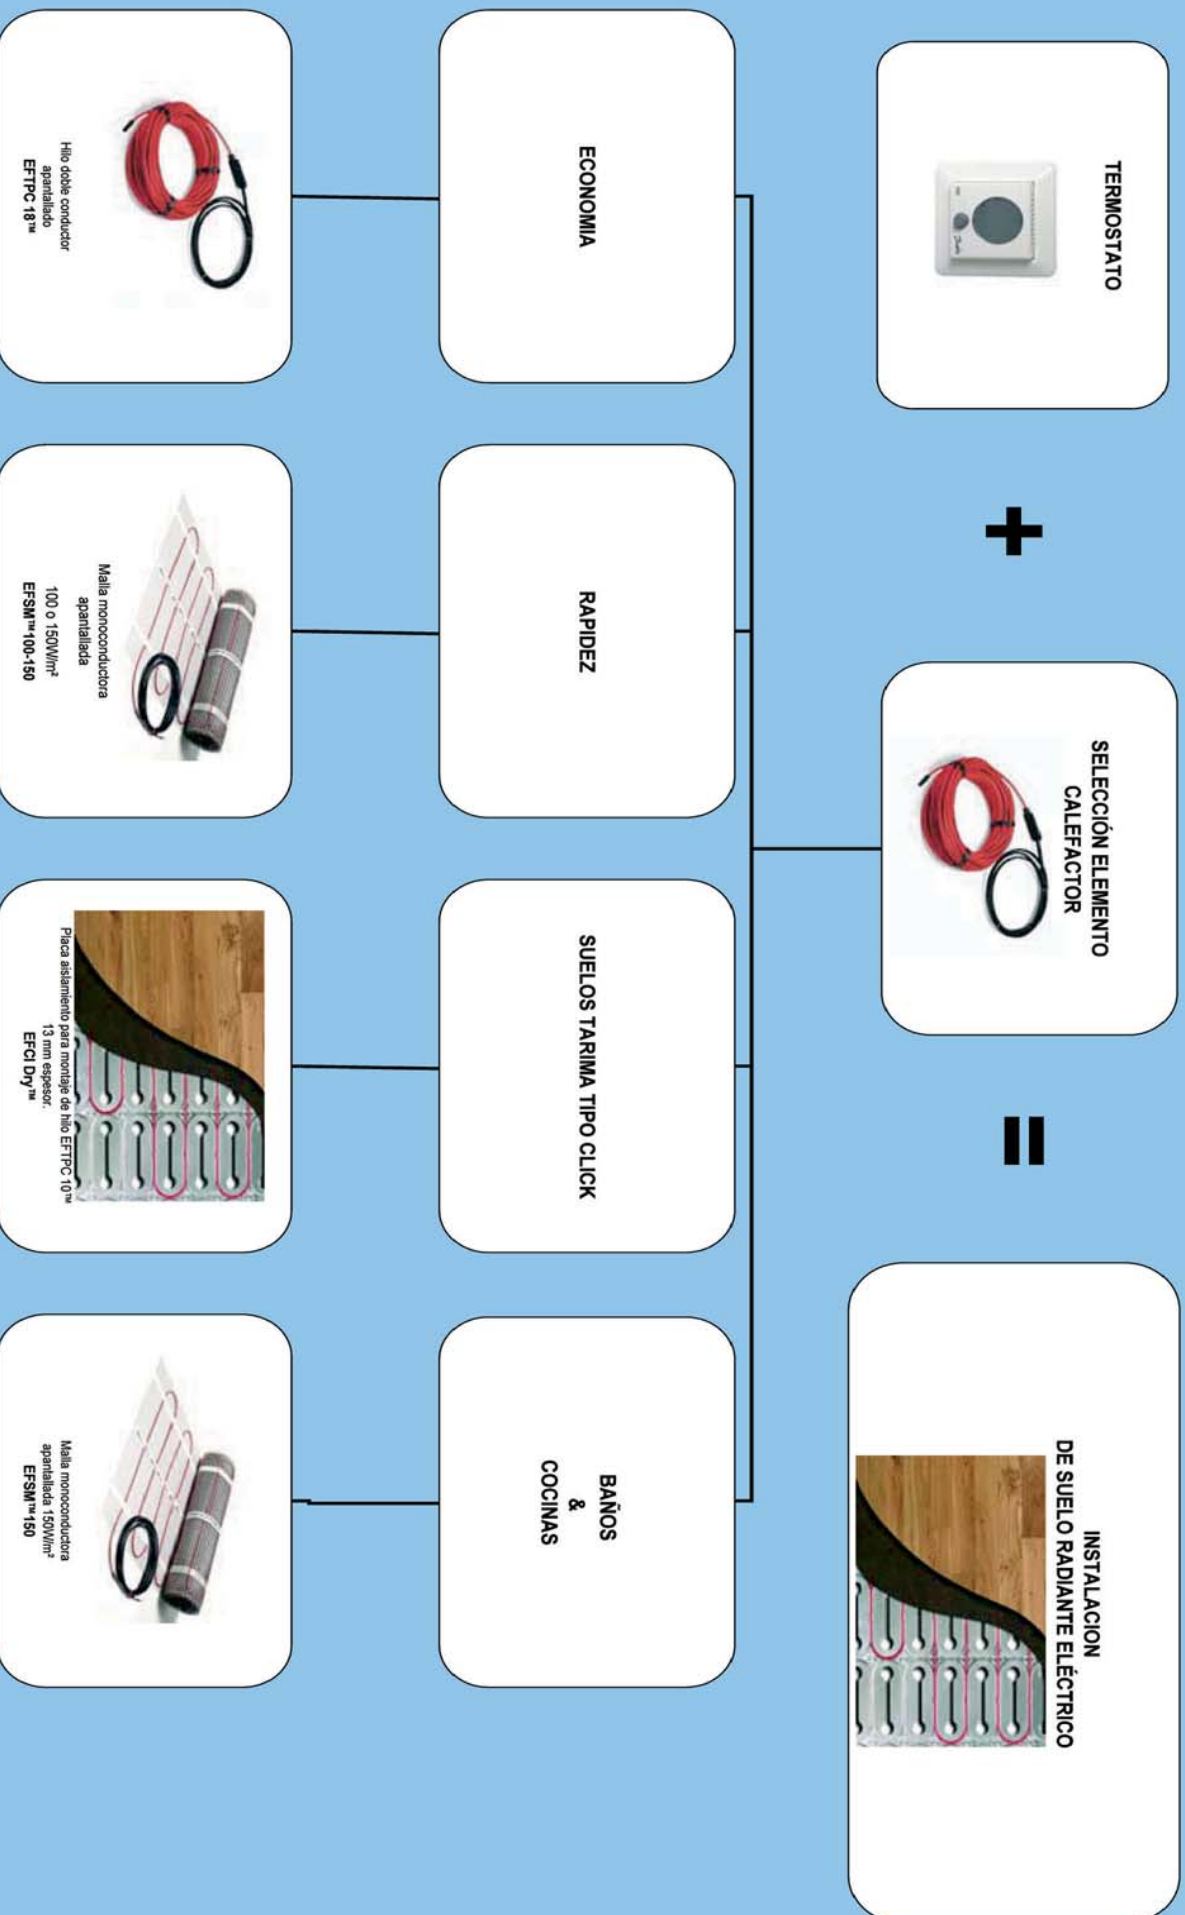 TERMOSTATO
Danfoss
+
SELECCIÓN ELEMENTO
CALEFACTOR
=
INSTALACION
DE SUELO RADIANTE ELÉCTRICO
ECONOMIA
RAPIDEZ
SUELOS TARIMA TIPO CLICK
BAÑOS
&
COCINAS
Hilo doble conductor
apantallado
EFTPC 18™
Malla monoconductora
apantallada
100 o 150W/m²
EFSM™100-150
Placa aislamiento para montaje de hilo EFTPC 10™
13 mm espesor.
EFCI Dry™
Malla monoconductora
apantallada 150W/m²
EFSM™150